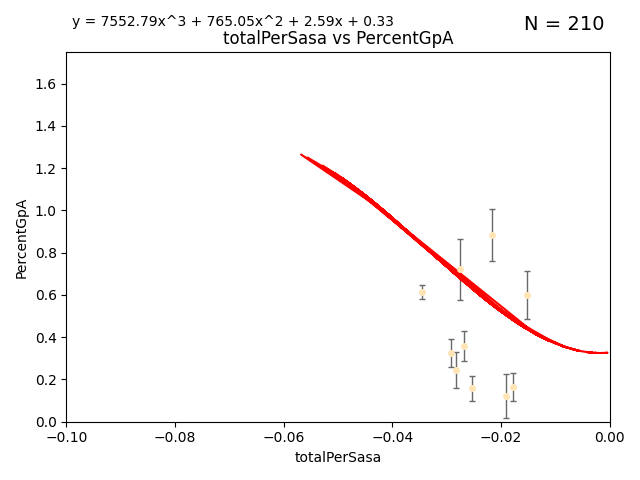 y = 7552.79x^3 + 765.05x^2 + 2.59x + 0.33
N = 210
totalPerSasa vs PercentGpA
PercentGpA
1.6
1.4
1.2
1.0
0.8
0.6
0.4
0.2
0.0
−0.10 −0.08 −0.06 −0.04 −0.02 0.00
totalPerSasa